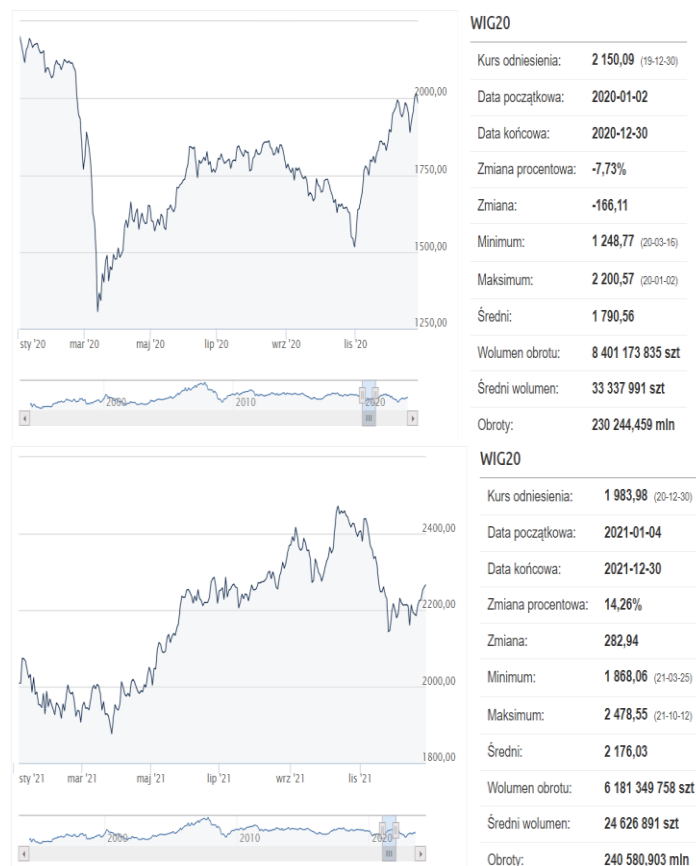 WIG20
Kurs odniesienia: 2 150,09 (19-12-30)
Data początkowa: 2020-01-02
Data końcowa: 2020-12-30
Zmiana procentowa: -7,73%
Zmiana: -166,11
Minimum: 1 248,77 (20-03-16)
Maksimum: 2 200,57 (20-01-02)
Średni: 1 790,56
Wolumen obrotu: 8 401 173 835 szt
Średni wolumen: 33 337 991 szt
Obroty: 230 244,459 mln
2000,00
1750,00
1500,00
1250,00
sty '20 mar '20 maj '20 lip '20 wrz '20 lis '20
2000 2010 2020
WIG20
Kurs odniesienia: 1 983,98 (20-12-30)
Data początkowa: 2021-01-04
Data końcowa: 2021-12-30
Zmiana procentowa: 14,26%
Zmiana: 282,94
Minimum: 1 868,06 (21-03-25)
Maksimum: 2 478,55 (21-10-12)
Średni: 2 176,03
Wolumen obrotu: 6 181 349 758 szt
Średni wolumen: 24 626 891 szt
Obroty: 240 580,903 mln
2400,00
2200,00
2000,00
1800,00
sty '21 mar '21 maj '21 lip '21 wrz '21 lis '21
2000 2010 2020